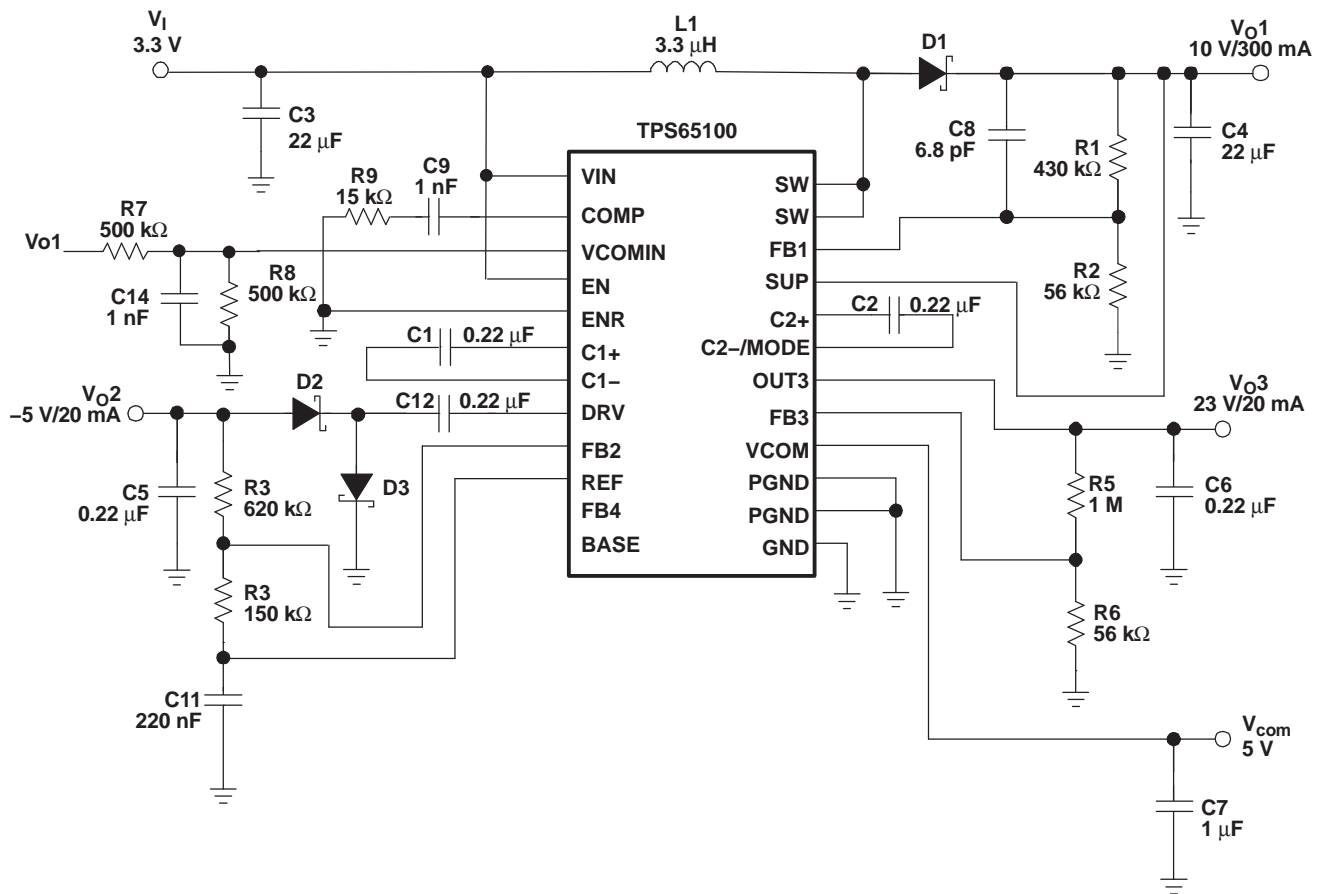 V_I
3.3 V
L1
3.3 μH
D1
V_O1
10 V/300 mA
C3
22 μF
TPS65100
C8
6.8 pF
R1
430 kΩ
C4
22 μF
R9
15 kΩ
C9
1 nF
VIN
SW
COMP
SW
R7
500 kΩ
Vo1
VCOMIN
FB1
R8
500 kΩ
C14
1 nF
EN
SUP
R2
56 kΩ
ENR
C2+
C2
0.22 μF
C1
0.22 μF
C1+
C2–/MODE
C1–
OUT3
V_O2
–5 V/20 mA
D2
C12
0.22 μF
DRV
FB3
V_O3
23 V/20 mA
FB2
VCOM
D3
REF
PGND
C5
0.22 μF
R3
620 kΩ
FB4
PGND
R5
1 M
C6
0.22 μF
BASE
GND
R3
150 kΩ
R6
56 kΩ
C11
220 nF
V_com
5 V
C7
1 μF